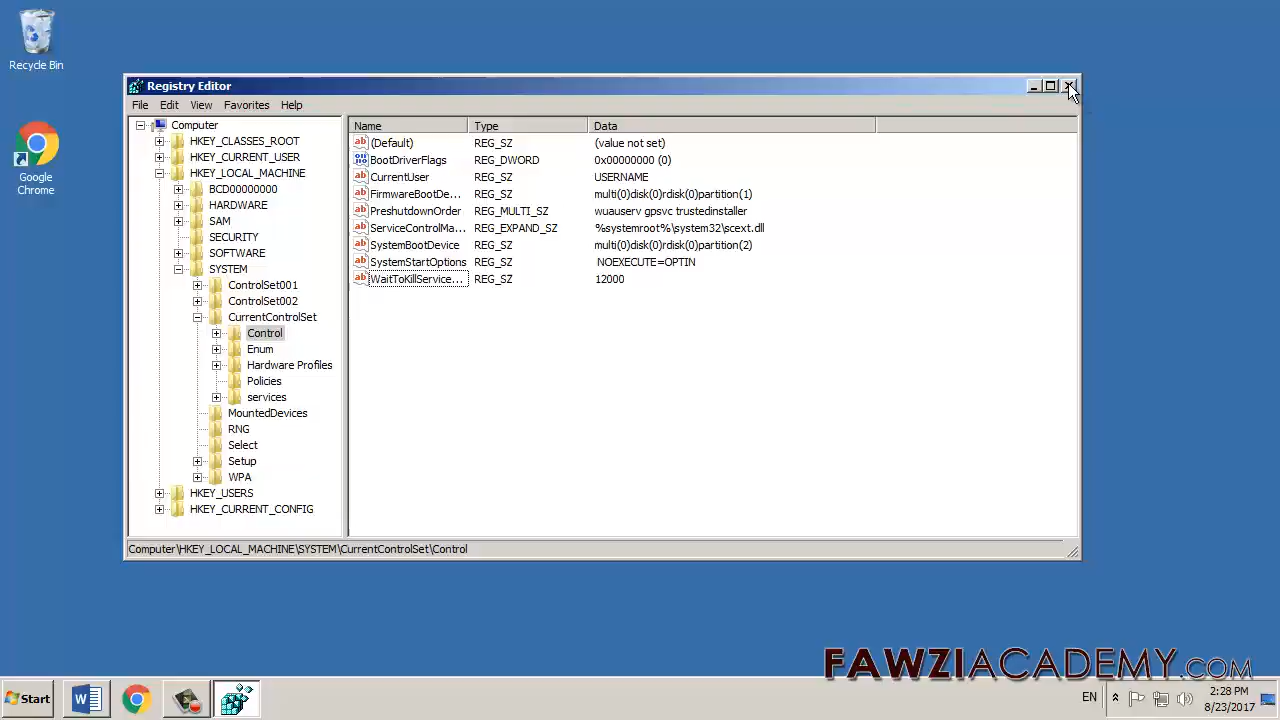 Recycle Bin
Google
Chrome
Registry Editor
File Edit View Favorites Help
Computer
HKEY_CLASSES_ROOT
HKEY_CURRENT_USER
HKEY_LOCAL_MACHINE
BCD00000000
HARDWARE
SAM
SECURITY
SOFTWARE
SYSTEM
ControlSet001
ControlSet002
CurrentControlSet
Control
Enum
Hardware Profiles
Policies
services
MountedDevices
RNG
Select
Setup
WPA
HKEY_USERS
HKEY_CURRENT_CONFIG
Name Type Data
(Default) REG_SZ (value not set)
BootDriverFlags REG_DWORD 0x00000000 (0)
CurrentUser REG_SZ USERNAME
FirmwareBootDe... REG_SZ multi(0)disk(0)rdisk(0)partition(1)
PreshutdownOrder REG_MULTI_SZ wuauserv gpsvc trustedinstaller
ServiceControlMa... REG_EXPAND_SZ %systemroot%\system32\scext.dll
SystemBootDevice REG_SZ multi(0)disk(0)rdisk(0)partition(2)
SystemStartOptions REG_SZ NOEXECUTE=OPTIN
WaitToKillService... REG_SZ 12000
Computer\HKEY_LOCAL_MACHINE\SYSTEM\CurrentControlSet\Control
FAWZIACADEMY.COM
Start
EN
2:28 PM
8/23/2017